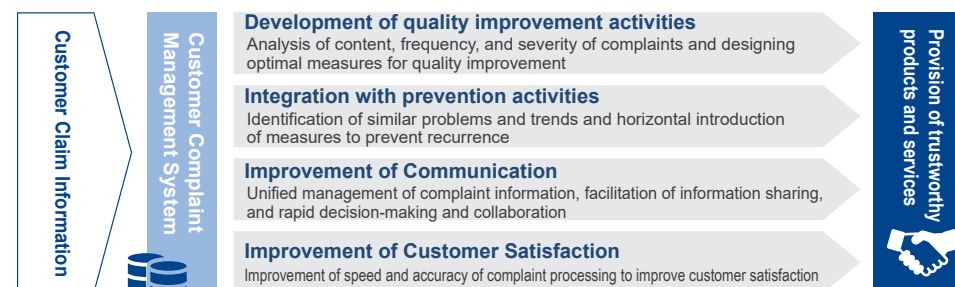 Customer Claim Information
Customer Complaint
Management System
Development of quality improvement activities
Analysis of content, frequency, and severity of complaints and designing
optimal measures for quality improvement
Integration with prevention activities
Identification of similar problems and trends and horizontal introduction
of measures to prevent recurrence
Improvement of Communication
Unified management of complaint information, facilitation of information sharing,
and rapid decision-making and collaboration
Improvement of Customer Satisfaction
Improvement of speed and accuracy of complaint processing to improve customer satisfaction
Provision of trustworthy
products and services